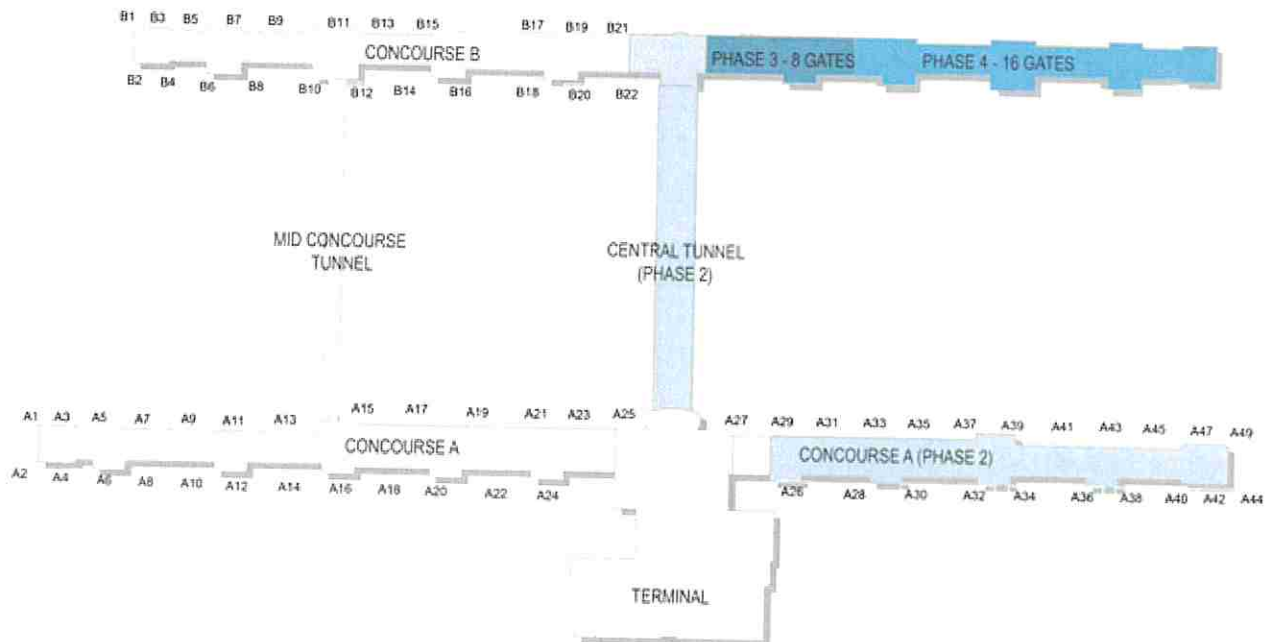 B1 B3 B5 B7 B9 B11 B13 B15 B17 B19 B21
CONCOURSE B
PHASE 3 - 8 GATES
PHASE 4 - 16 GATES
B2 B4 B6 B8 B10 B12 B14 B16 B18 B20 B22
MID CONCOURSE
TUNNEL
CENTRAL TUNNEL
(PHASE 2)
A1 A3 A5 A7 A9 A11 A13 A15 A17 A19 A21 A23 A25 A27 A29 A31 A33 A35 A37 A39 A41 A43 A45 A47 A49
CONCOURSE A
CONCOURSE A (PHASE 2)
A2 A4 A6 A8 A10 A12 A14 A16 A18 A20 A22 A24 A26 A28 A30 A32 A34 A36 A38 A40 A42 A44
TERMINAL